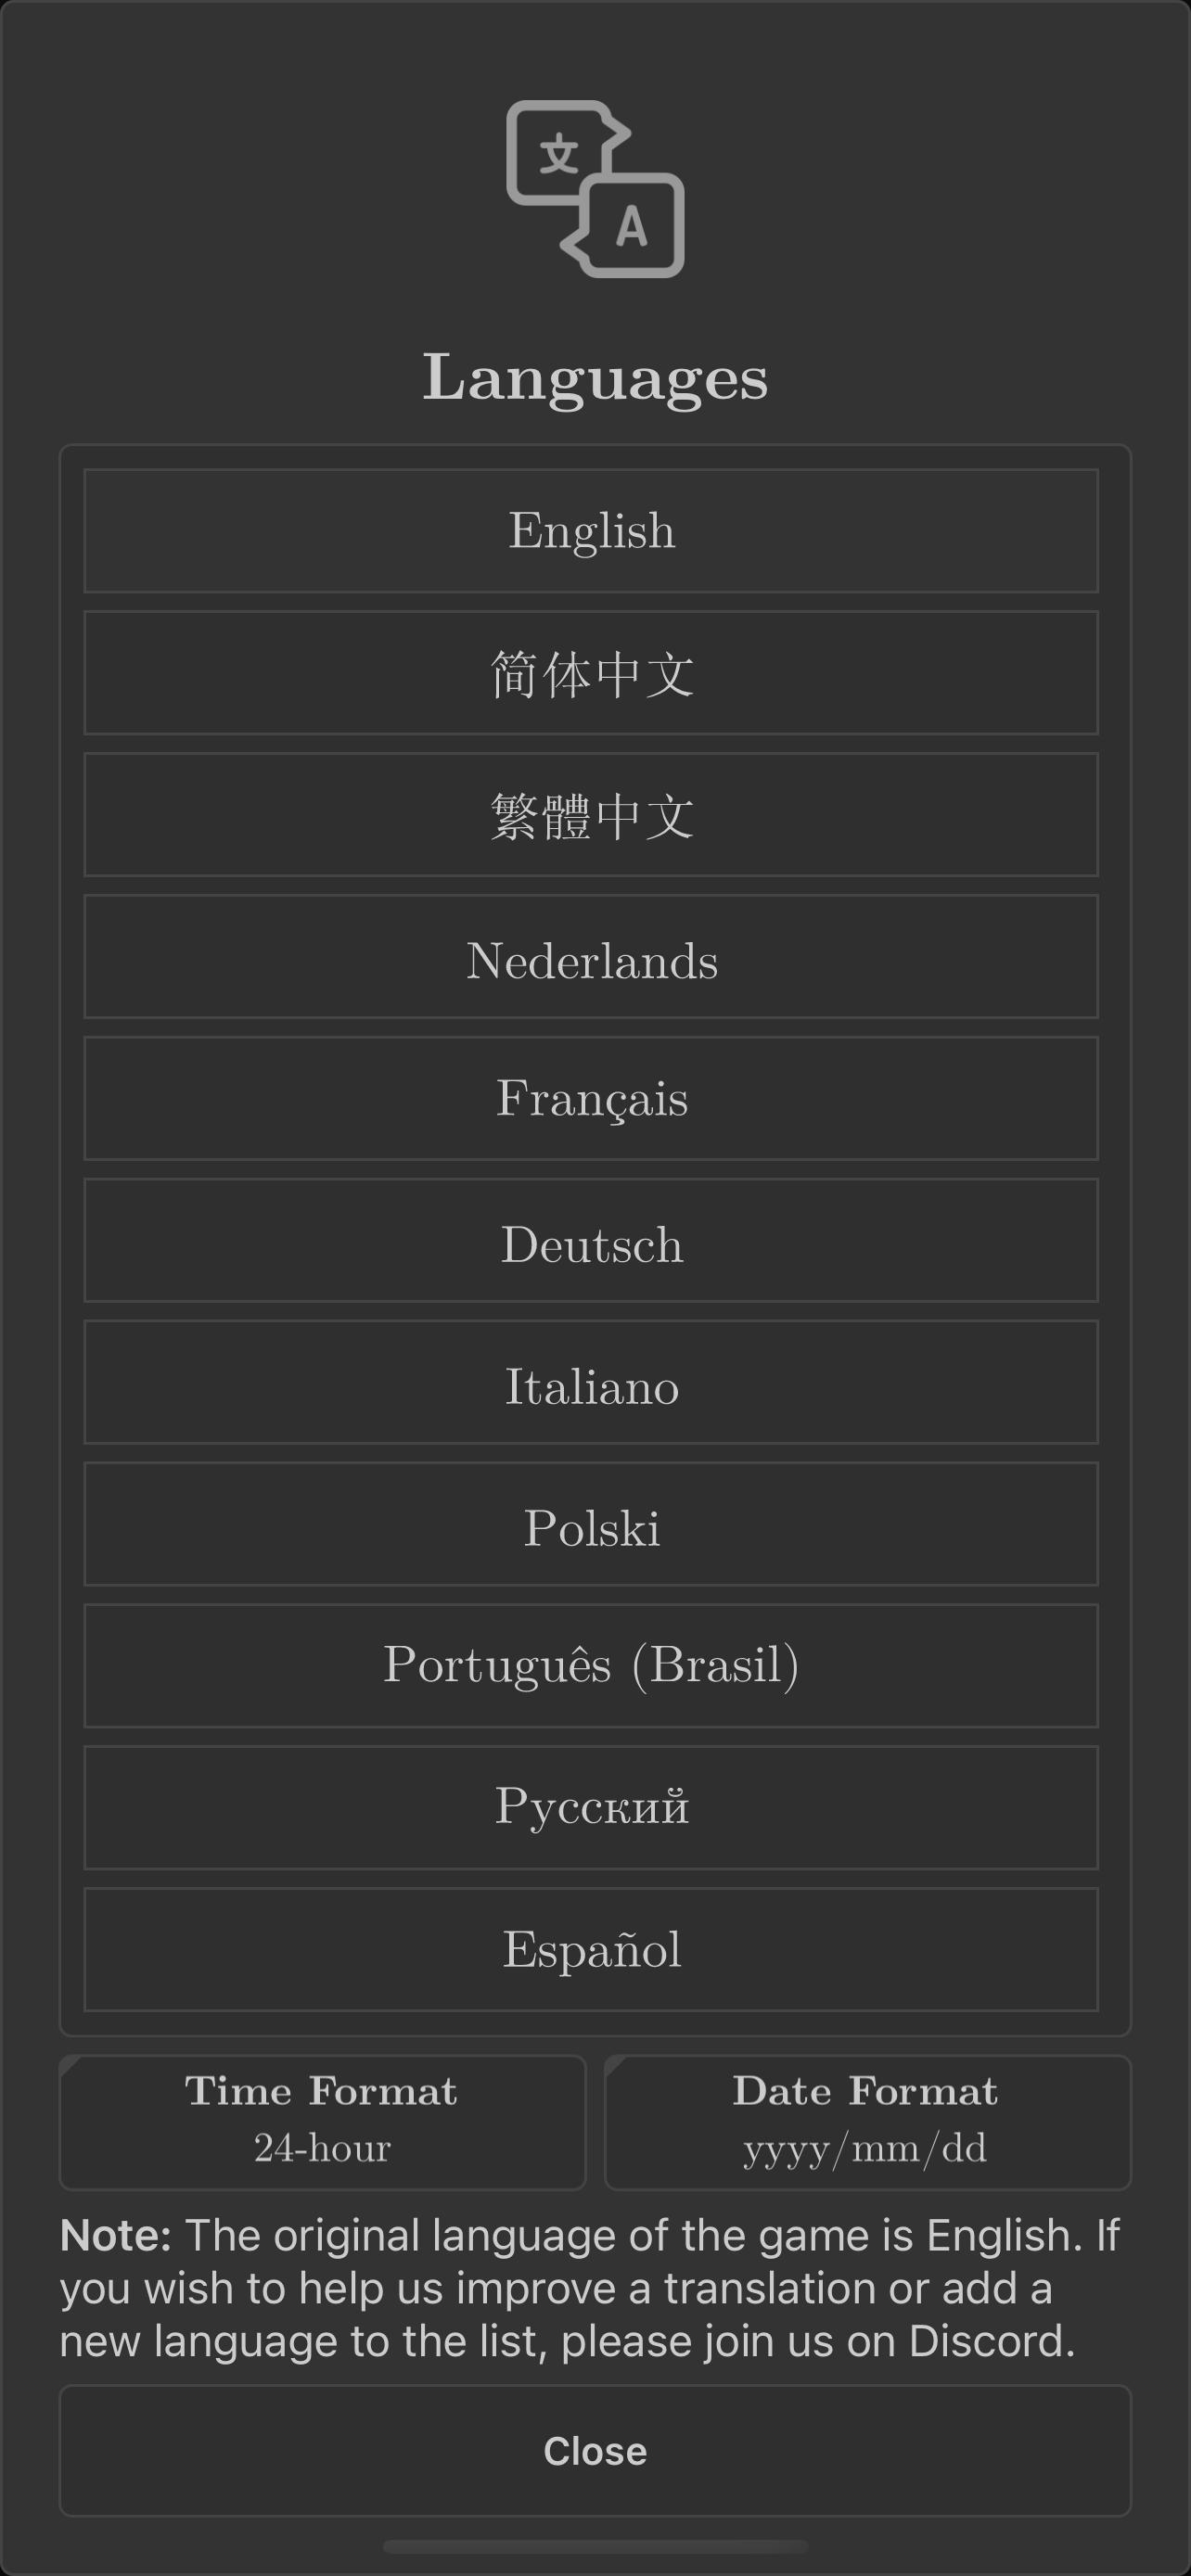 文
A
Languages
English
简体中文
繁體中文
Nederlands
Français
Deutsch
Italiano
Polski
Português (Brasil)
Русский
Español
Time Format
24-hour
Date Format
yyyy/mm/dd
Note: The original language of the game is English. If
you wish to help us improve a translation or add a
new language to the list, please join us on Discord.
Close